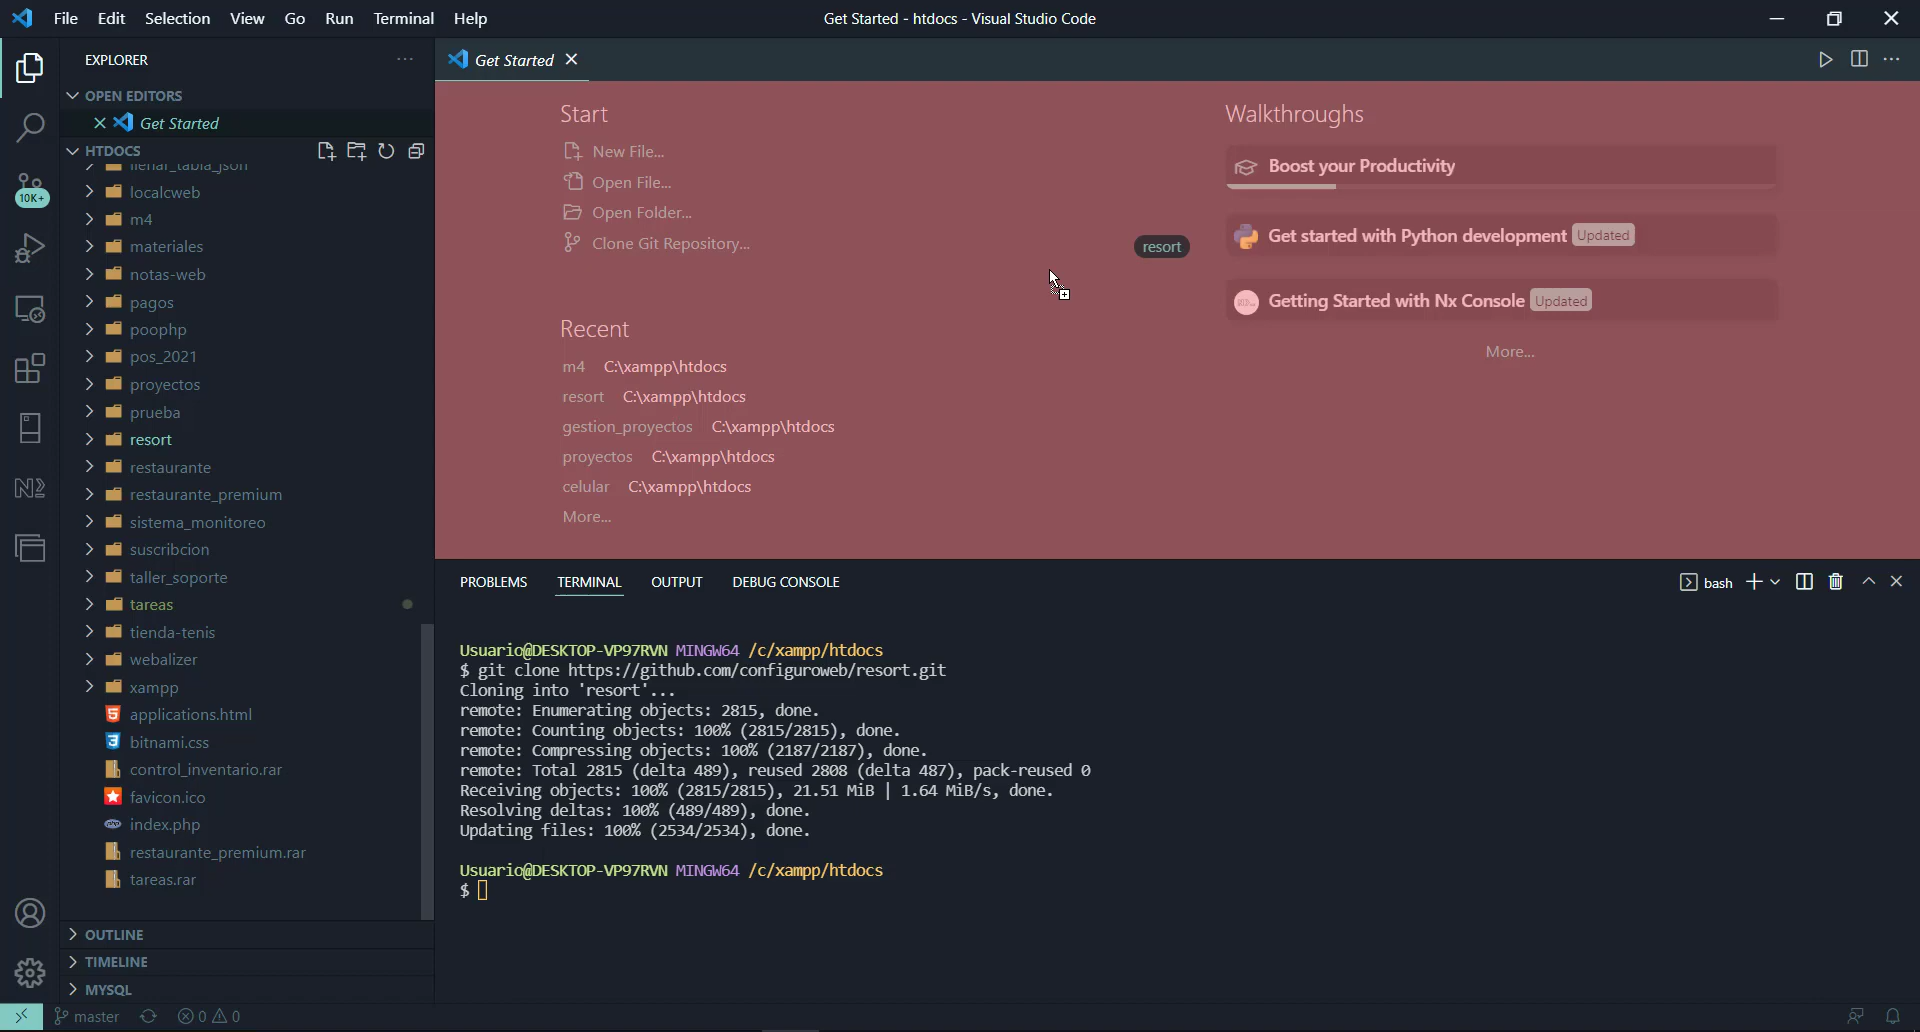 File Edit Selection View Go Run Terminal Help
Get Started - htdocs - Visual Studio Code
EXPLORER
OPEN EDITORS
Get Started
HTDOCS
llenar_tabla_json
localcweb
m4
materiales
notas-web
pagos
poophp
pos_2021
proyectos
prueba
resort
restaurante
restaurante_premium
sistema_monitoreo
suscribcion
taller_soporte
tareas
tienda-tenis
webalizer
xampp
applications.html
bitnami.css
control_inventario.rar
favicon.ico
index.php
restaurante_premium.rar
tareas.rar
OUTLINE
TIMELINE
MYSQL
10K+
Get Started
Start
New File...
Open File...
Open Folder...
Clone Git Repository...
Recent
m4 C:\xampp\htdocs
resort C:\xampp\htdocs
gestion_proyectos C:\xampp\htdocs
proyectos C:\xampp\htdocs
celular C:\xampp\htdocs
More...
resort
Walkthroughs
Boost your Productivity
Get started with Python development Updated
Getting Started with Nx Console Updated
More...
PROBLEMS TERMINAL OUTPUT DEBUG CONSOLE
bash
Usuario@DESKTOP-VP97RVN MINGW64 /c/xampp/htdocs
$ git clone https://github.com/configuroweb/resort.git
Cloning into 'resort'...
remote: Enumerating objects: 2815, done.
remote: Counting objects: 100% (2815/2815), done.
remote: Compressing objects: 100% (2187/2187), done.
remote: Total 2815 (delta 489), reused 2808 (delta 487), pack-reused 0
Receiving objects: 100% (2815/2815), 21.51 MiB | 1.64 MiB/s, done.
Resolving deltas: 100% (489/489), done.
Updating files: 100% (2534/2534), done.
Usuario@DESKTOP-VP97RVN MINGW64 /c/xampp/htdocs
$
master 0 0